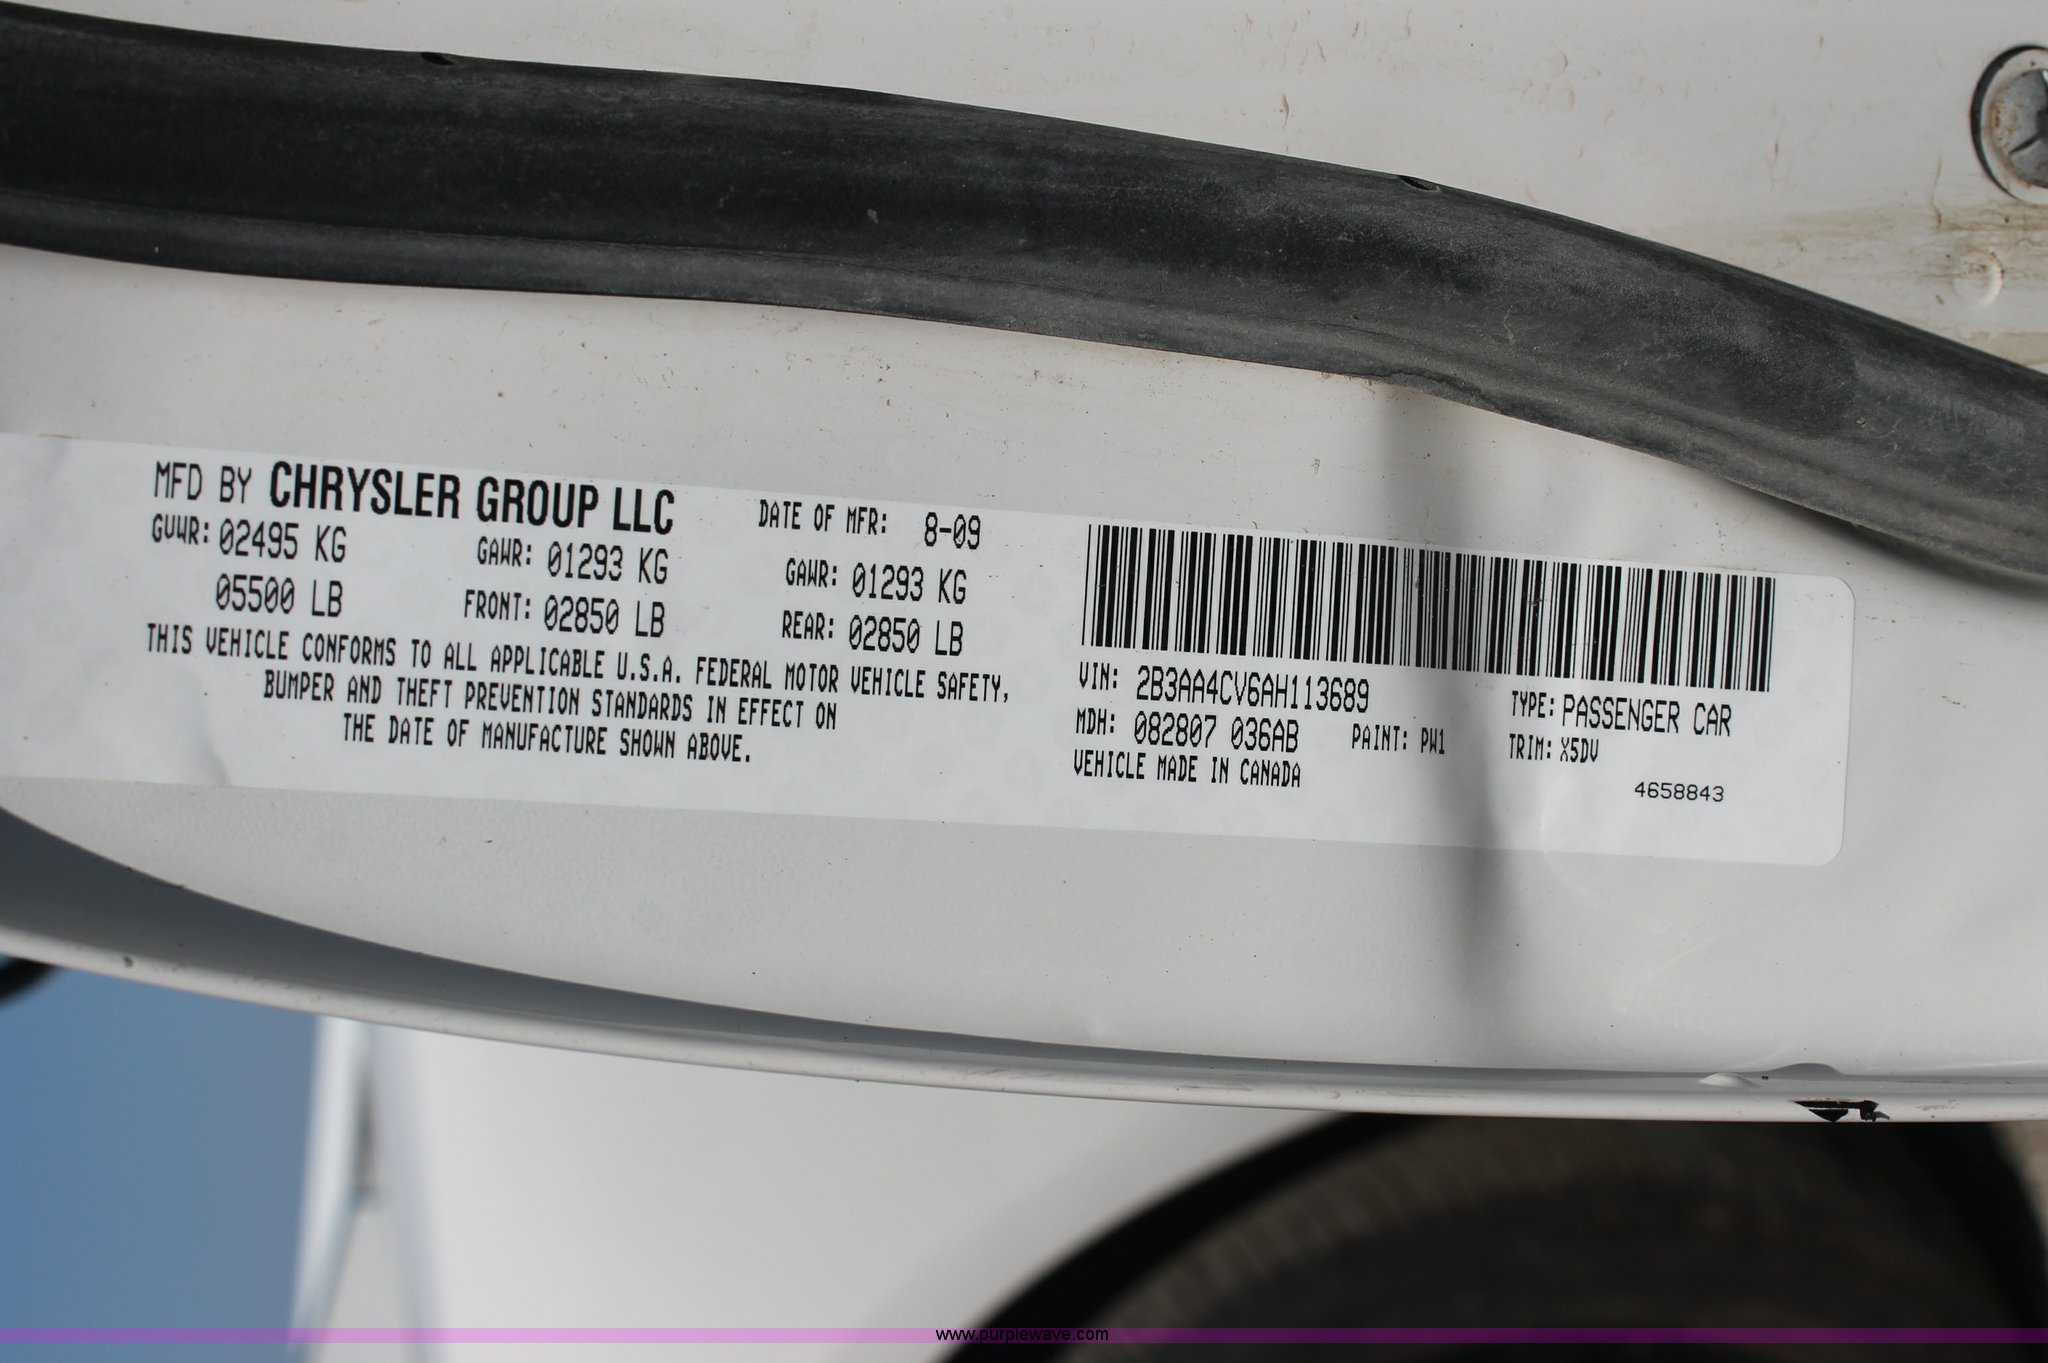 MFD BY CHRYSLER GROUP LLC DATE OF MFR: 8-09
GVWR: 02495 KG GAWR: 01293 KG GAWR: 01293 KG
05500 LB FRONT: 02850 LB REAR: 02850 LB
THIS VEHICLE CONFORMS TO ALL APPLICABLE U.S.A. FEDERAL MOTOR VEHICLE SAFETY,
BUMPER AND THEFT PREVENTION STANDARDS IN EFFECT ON
THE DATE OF MANUFACTURE SHOWN ABOVE.
VIN: 2B3AA4CV6AH113689 TYPE: PASSENGER CAR
MDH: 082807 036AB PAINT: PW1 TRIM: X5DV
VEHICLE MADE IN CANADA
4658843
www.purplewave.com